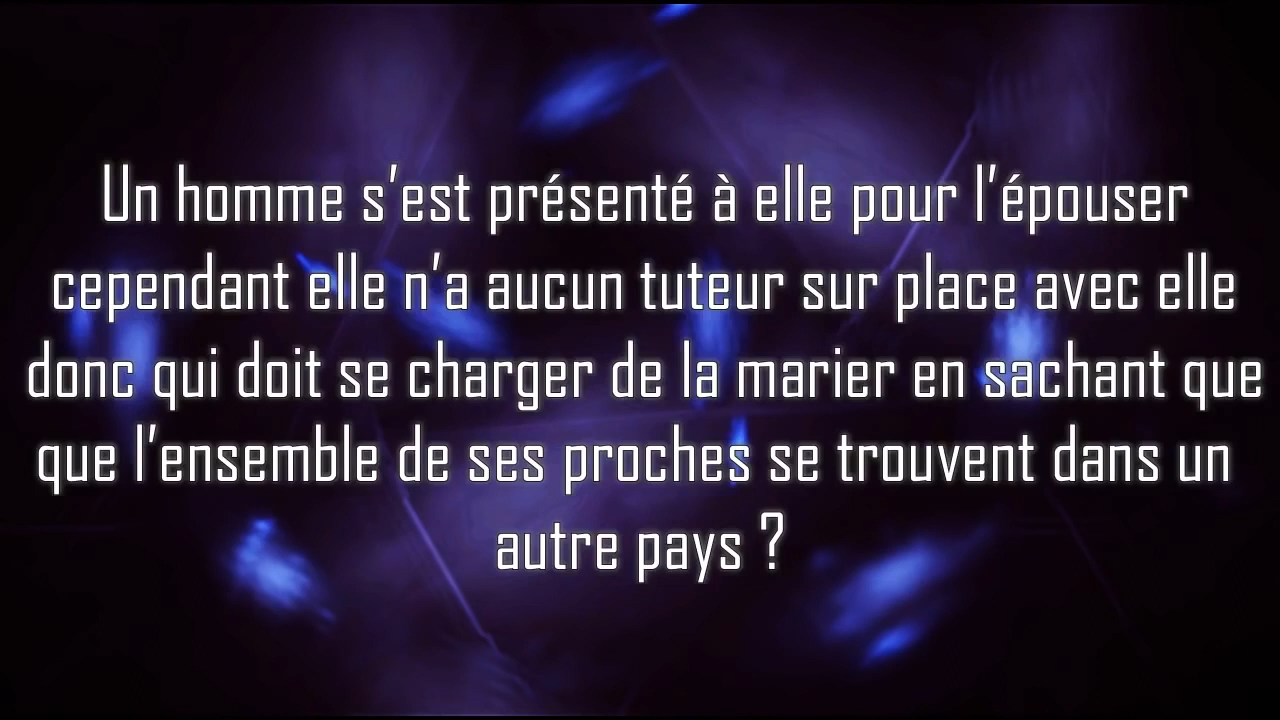 Un homme s’est présenté à elle pour l’épouser
cependant elle n’a aucun tuteur sur place avec elle
donc qui doit se charger de la marier en sachant que
que l’ensemble de ses proches se trouvent dans un
autre pays ?